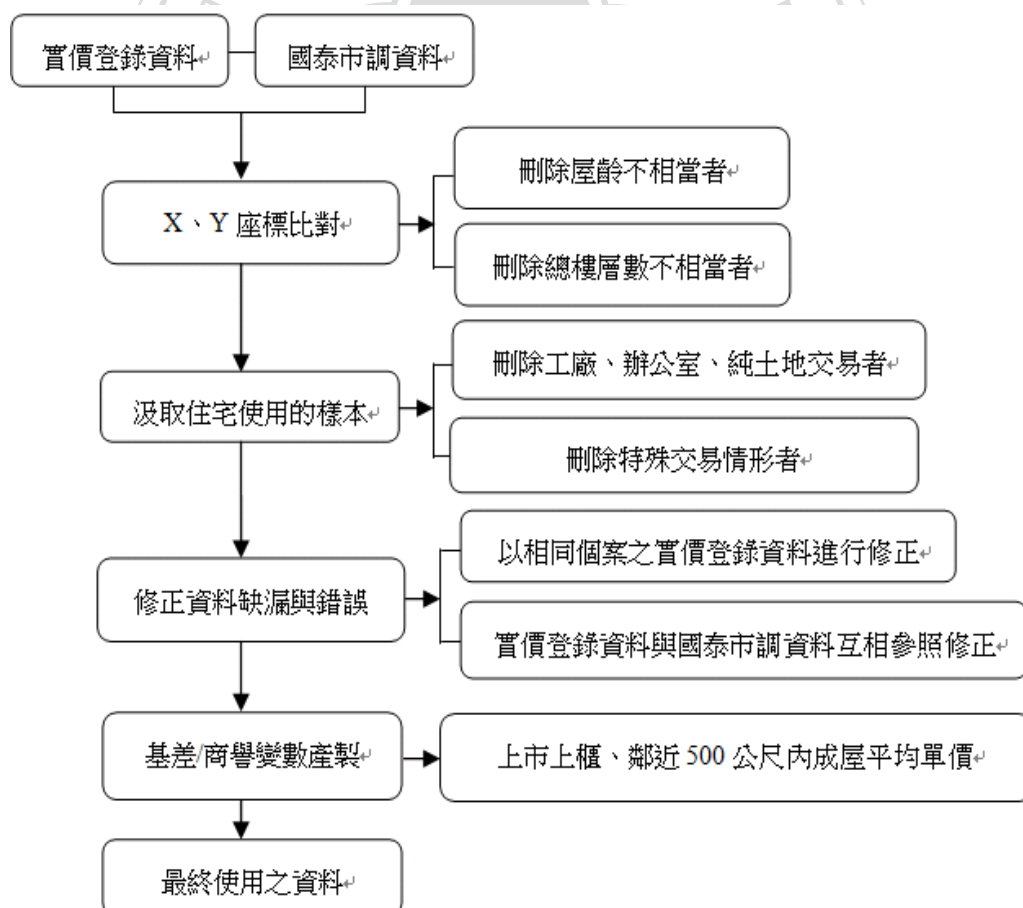 實價登錄資料
國泰市調資料
X、Y 座標比對
刪除屋齡不相當者
刪除總樓層數不相當者
汲取住宅使用的樣本
刪除工廠、辦公室、純土地交易者
刪除特殊交易情形者
修正資料缺漏與錯誤
以相同個案之實價登錄資料進行修正
實價登錄資料與國泰市調資料互相參照修正
基差/商譽變數產製
上市上櫃、鄰近 500 公尺內成屋平均單價
最終使用之資料